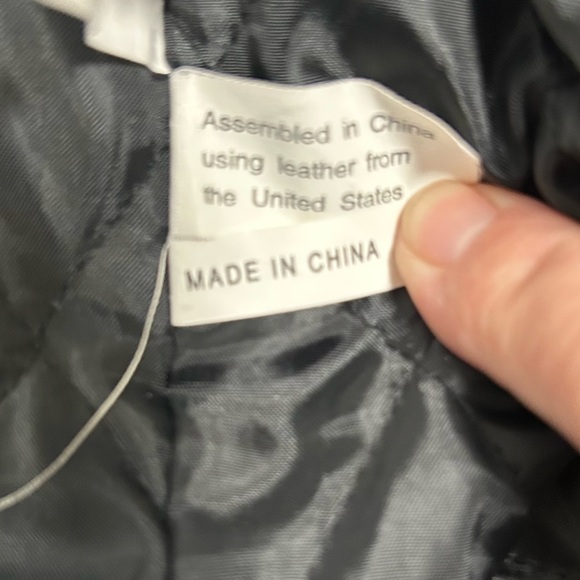 Assembled in China
using leather from
the United States
MADE IN CHINA